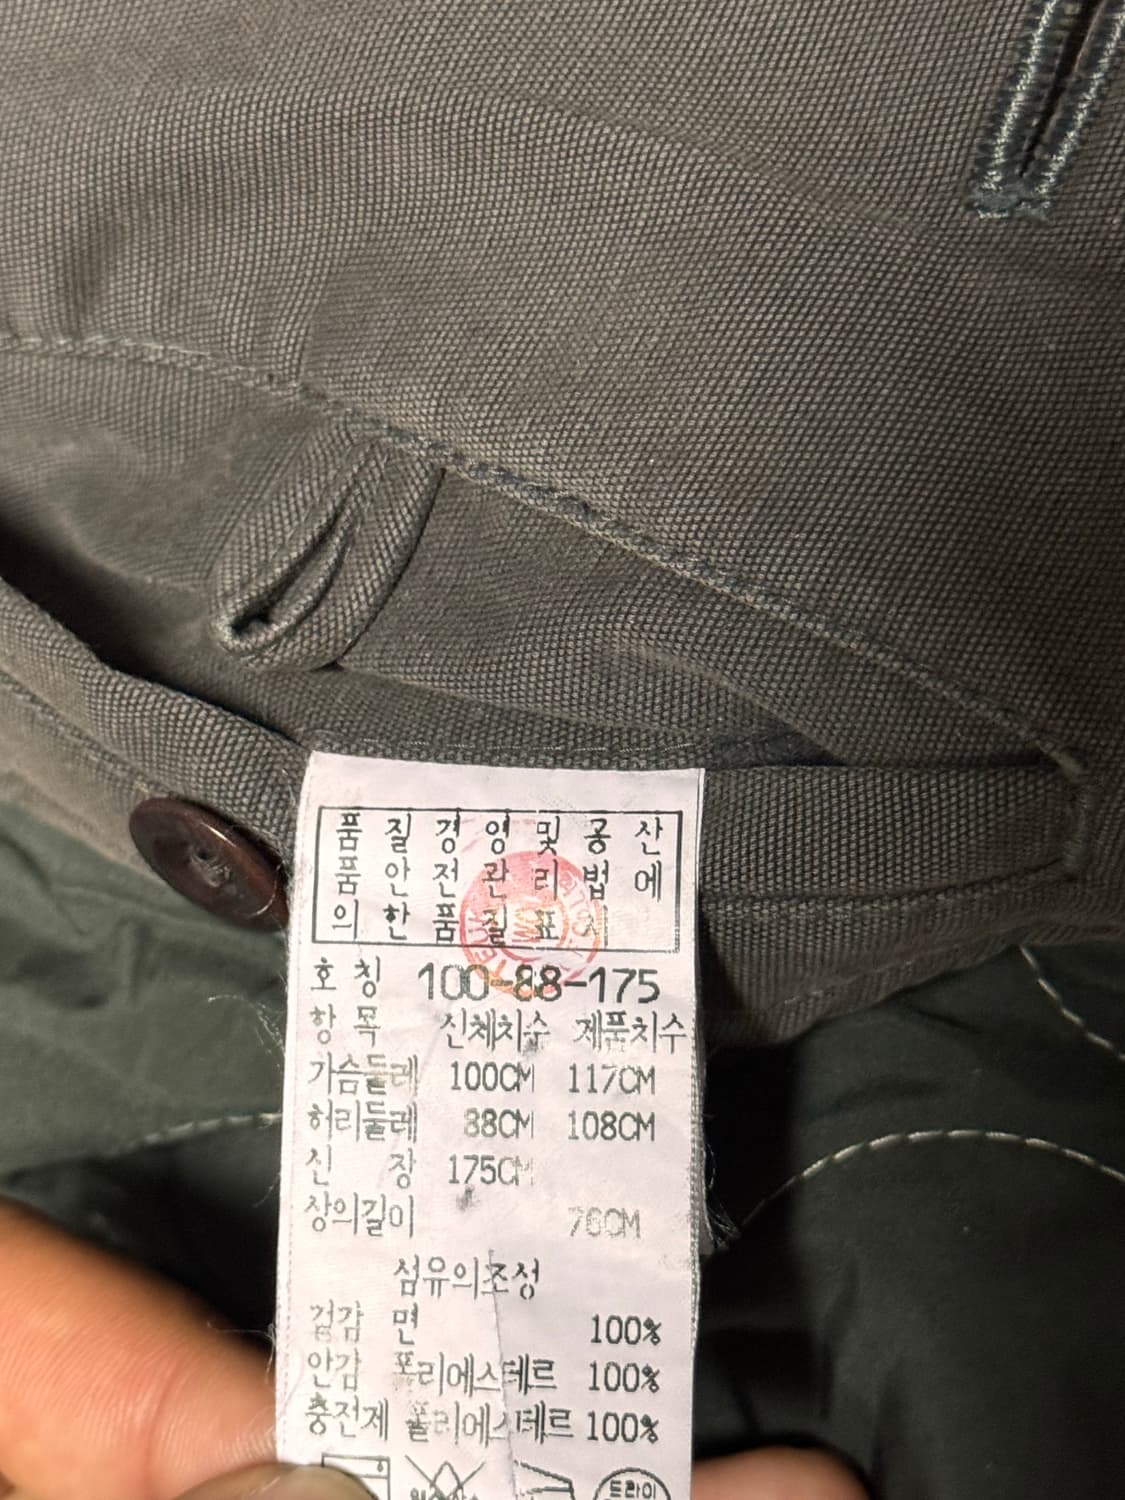 품 질 경 영 및 공 산
품 안 전 관 리 법 에
의 한 품 질 표 시
호 칭 100-88-175
항 목 신체치수 제품치수
가슴둘레 100CM 117CM
허리둘레 88CM 108CM
신 장 175CM
상의길이 76CM
섬유의조성
겉감 면 100%
안감 폴리에스테르 100%
충전제 폴리에스테르 100%
드라이